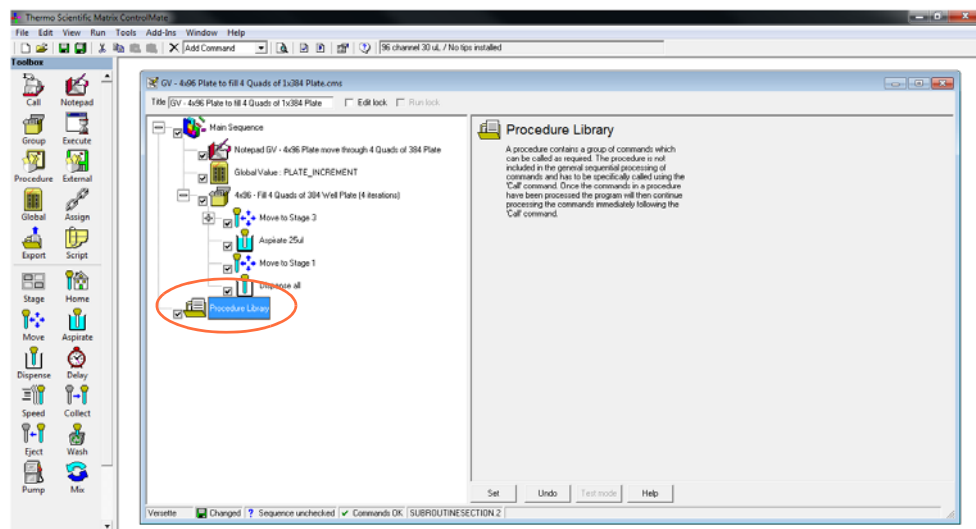 Thermo Scientific Matrix ControlMate
File Edit View Run Tools Add-Ins Window Help
Add Command
96 channel 30 uL / No tips installed
Toolbox
Call Notepad
Group Execute
Procedure External
Global Assign
Export Script
Stage Home
Move Aspirate
Dispense Delay
Speed Collect
Eject Wash
Pump Mix
GV - 4x96 Plate to fill 4 Quads of 1x384 Plate.cms
Title GV - 4x96 Plate to fill 4 Quads of 1x384 Plate Edit lock Run lock
Main Sequence
Notepad GV - 4x96 Plate move through 4 Quads of 384 Plate
Global Value : PLATE_INCREMENT
4x96 - Fill 4 Quads of 384 Well Plate (4 iterations)
Move to Stage 3
Aspirate 25ul
Move to Stage 1
Dispense all
Procedure Library
Procedure Library
A procedure contains a group of commands which
can be called as required. The procedure is not
included in the general sequential processing of
commands and has to be specifically called using the
'Call' command. Once the commands in a procedure
have been processed the program will then continue
processing the commands immediately following the
'Call' command.
Set Undo Test mode Help
Versette Changed ? Sequence unchecked Commands OK SUBROUTINESECTION 2